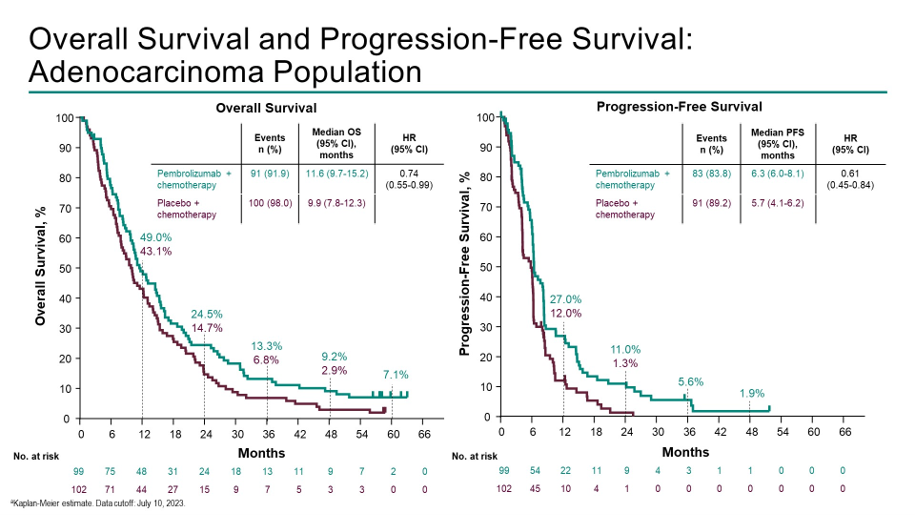 Overall Survival and Progression-Free Survival:
Adenocarcinoma Population
Overall Survival
Events
n (%)
Median OS
(95% CI),
months
HR
(95% CI)
Pembrolizumab +
chemotherapy
91 (91.9)
11.6 (9.7-15.2)
0.74
(0.55-0.99)
Placebo +
chemotherapy
100 (98.0)
9.9 (7.8-12.3)
Overall Survival, %
100
90
80
70
60
50
40
30
20
10
0
49.0%
43.1%
24.5%
14.7%
13.3%
6.8%
9.2%
2.9%
7.1%
0 6 12 18 24 30 36 42 48 54 60 66
Months
No. at risk
99 75 48 31 24 18 13 11 9 7 2 0
102 71 44 27 15 9 7 5 3 3 0 0
Progression-Free Survival
Events
n (%)
Median PFS
(95% CI),
months
HR
(95% CI)
Pembrolizumab +
chemotherapy
83 (83.8)
6.3 (6.0-8.1)
0.61
(0.45-0.84)
Placebo +
chemotherapy
91 (89.2)
5.7 (4.1-6.2)
Progression-Free Survival, %
100
90
80
70
60
50
40
30
20
10
0
27.0%
12.0%
11.0%
1.3%
5.6%
1.9%
0 6 12 18 24 30 36 42 48 54 60 66
Months
No. at risk
99 54 22 11 9 4 3 1 1 0 0 0
102 45 10 4 1 0 0 0 0 0 0 0
ᵃKaplan-Meier estimate. Data cutoff: July 10, 2023.